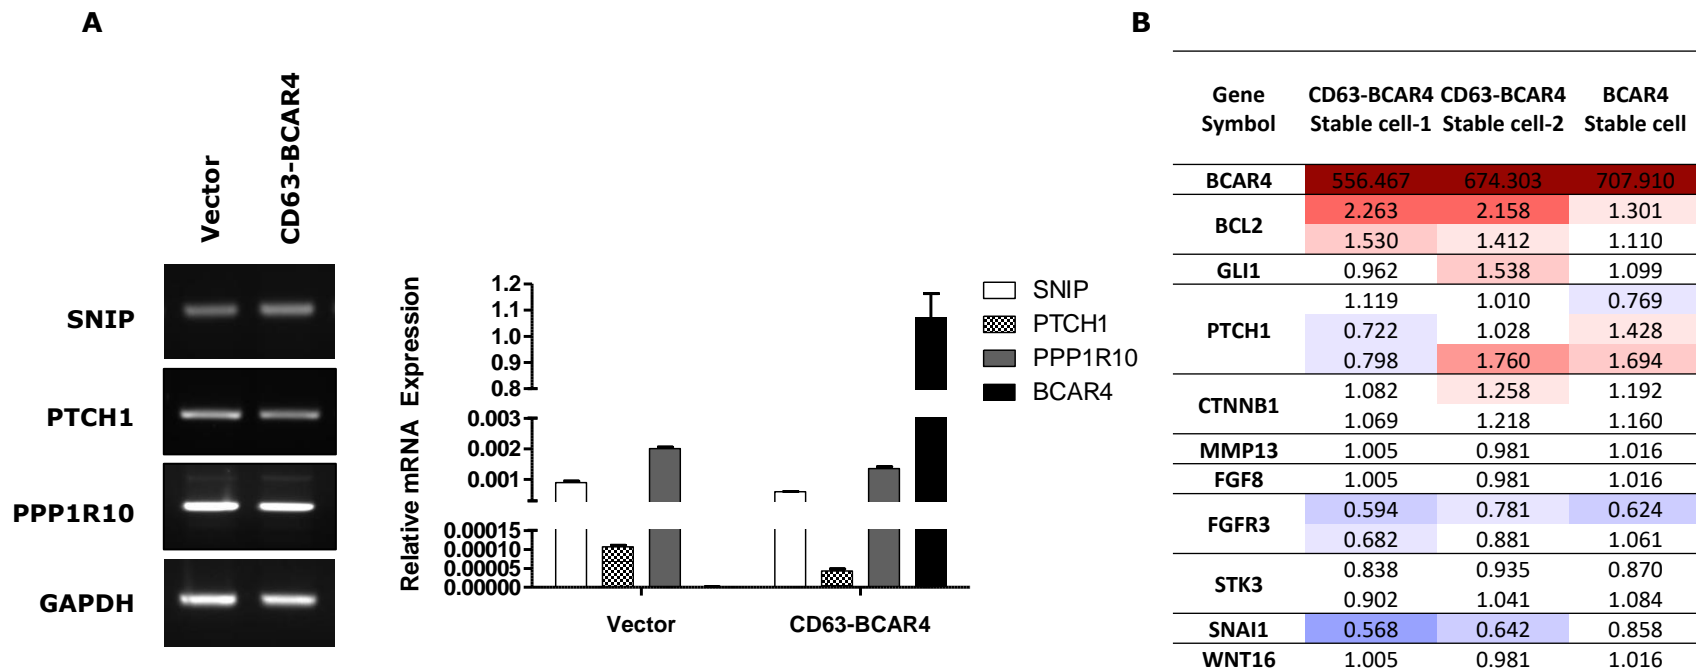 A
Vector
CD63-BCAR4
SNIP
PTCH1
PPP1R10
GAPDH
Relative mRNA Expression
1.2
1.1
1.0
0.9
0.8
0.003
0.002
0.001
0.00015
0.00010
0.00005
0.00000
Vector
CD63-BCAR4
SNIP
PTCH1
PPP1R10
BCAR4
B
Gene Symbol
CD63-BCAR4 Stable cell-1
CD63-BCAR4 Stable cell-2
BCAR4 Stable cell
BCAR4 556.467 674.303 707.910
BCL2 2.263 2.158 1.301
1.530 1.412 1.110
GLI1 0.962 1.538 1.099
PTCH1 1.119 1.010 0.769
0.722 1.028 1.428
0.798 1.760 1.694
CTNNB1 1.082 1.258 1.192
1.069 1.218 1.160
MMP13 1.005 0.981 1.016
FGF8 1.005 0.981 1.016
FGFR3 0.594 0.781 0.624
0.682 0.881 1.061
STK3 0.838 0.935 0.870
0.902 1.041 1.084
SNAI1 0.568 0.642 0.858
WNT16 1.005 0.981 1.016